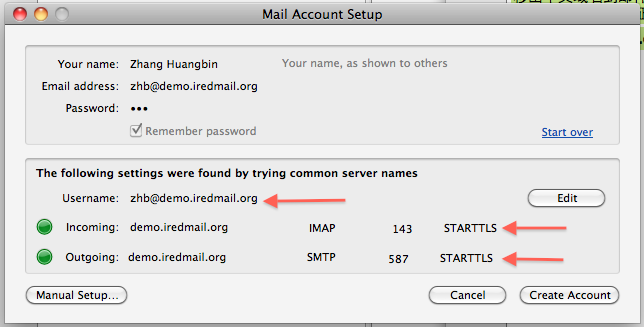 Mail Account Setup
Your name: Zhang Huangbin Your name, as shown to others
Email address: zhb@demo.iredmail.org
Password: •••
Remember password
Start over
The following settings were found by trying common server names
Username: zhb@demo.iredmail.org Edit
Incoming: demo.iredmail.org IMAP 143 STARTTLS
Outgoing: demo.iredmail.org SMTP 587 STARTTLS
Manual Setup... Cancel Create Account